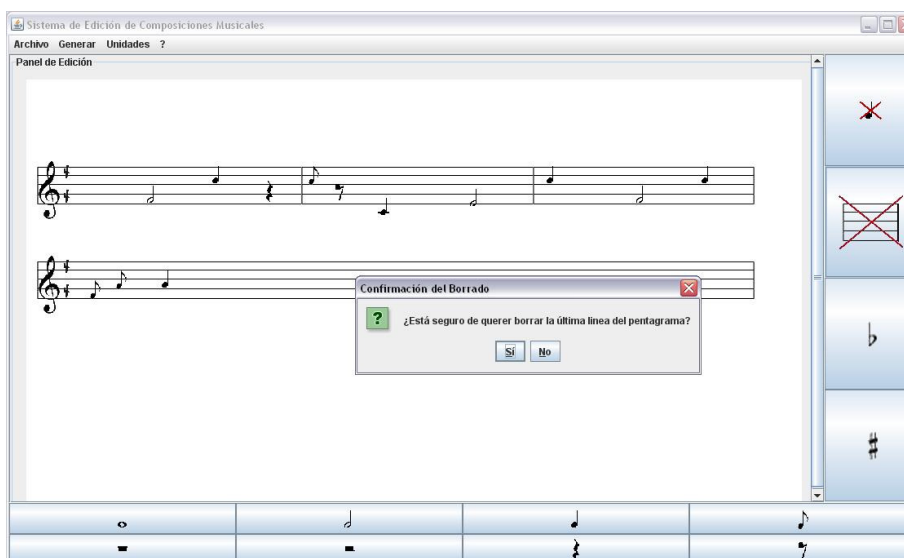 Sistema de Edición de Composiciones Musicales
Archivo Generar Unidades ?
Panel de Edición
Confirmación del Borrado
¿Está seguro de querer borrar la última linea del pentagrama?
Sí No